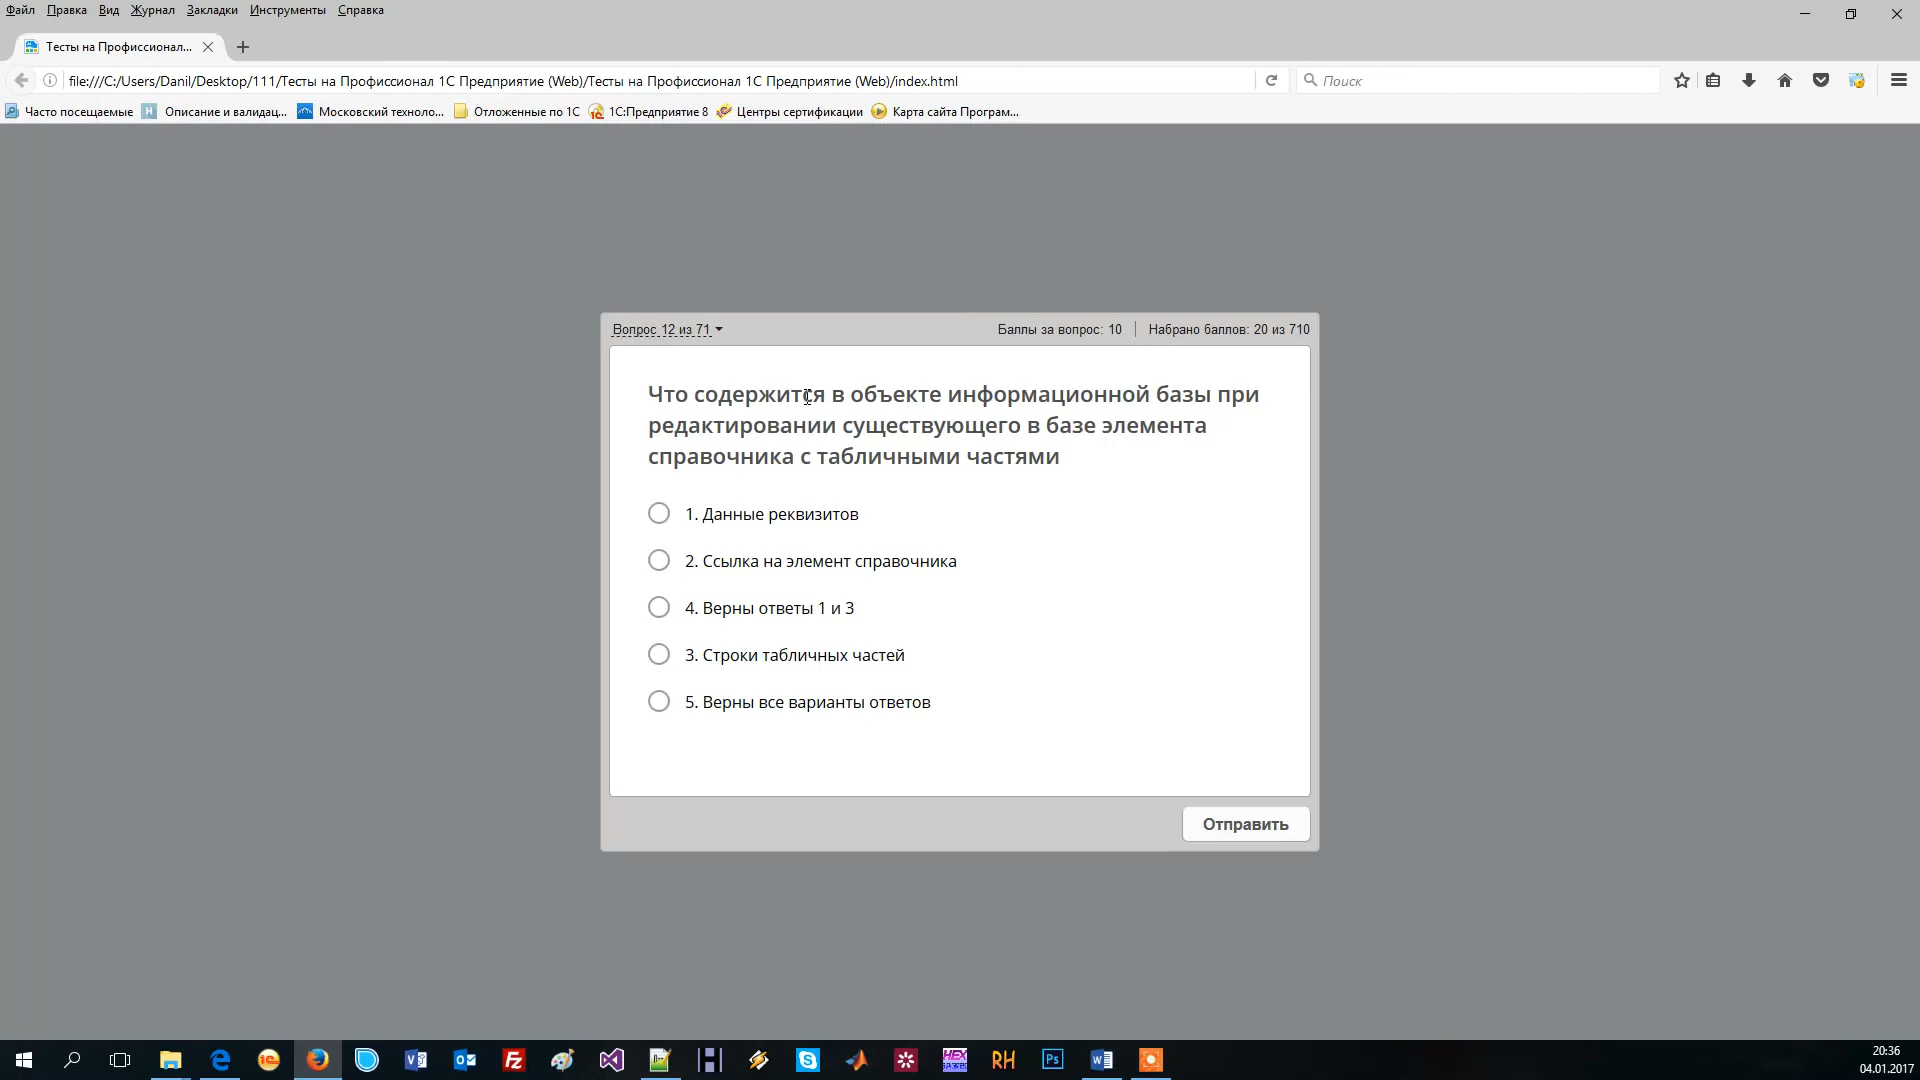 Файл Правка Вид Журнал Закладки Инструменты Справка
Тесты на Профиссионал...
file:///C:/Users/Danil/Desktop/111/Тесты на Профиссионал 1С Предприятие (Web)/Тесты на Профиссионал 1С Предприятие (Web)/index.html
Поиск
Часто посещаемые Описание и валидац... Московский техноло... Отложенные по 1С 1С:Предприятие 8 Центры сертификации Карта сайта Програм...
Вопрос 12 из 71 Баллы за вопрос: 10 Набрано баллов: 20 из 710
Что содержится в объекте информационной базы при
редактировании существующего в базе элемента
справочника с табличными частями
1. Данные реквизитов
2. Ссылка на элемент справочника
4. Верны ответы 1 и 3
3. Строки табличных частей
5. Верны все варианты ответов
Отправить
RH Ps
20:36
04.01.2017